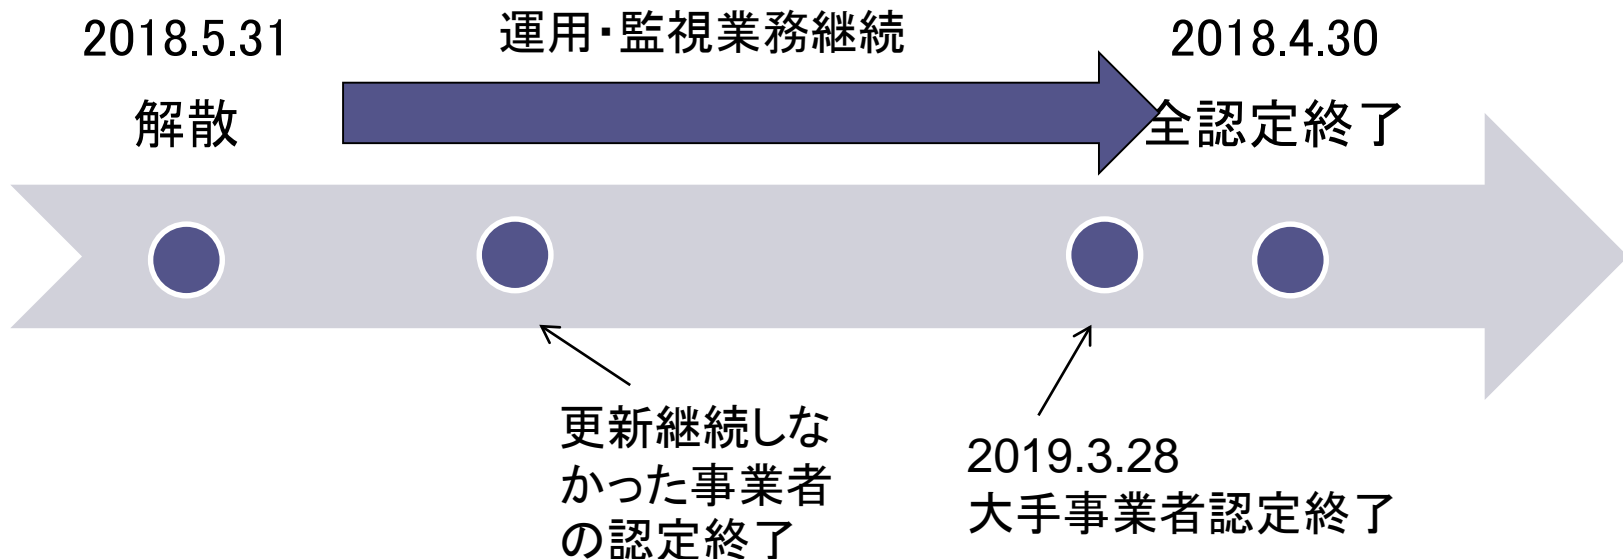 2018.5.31
解散
運用・監視業務継続
2018.4.30
全認定終了
更新継続しな
かった事業者
の認定終了
2019.3.28
大手事業者認定終了